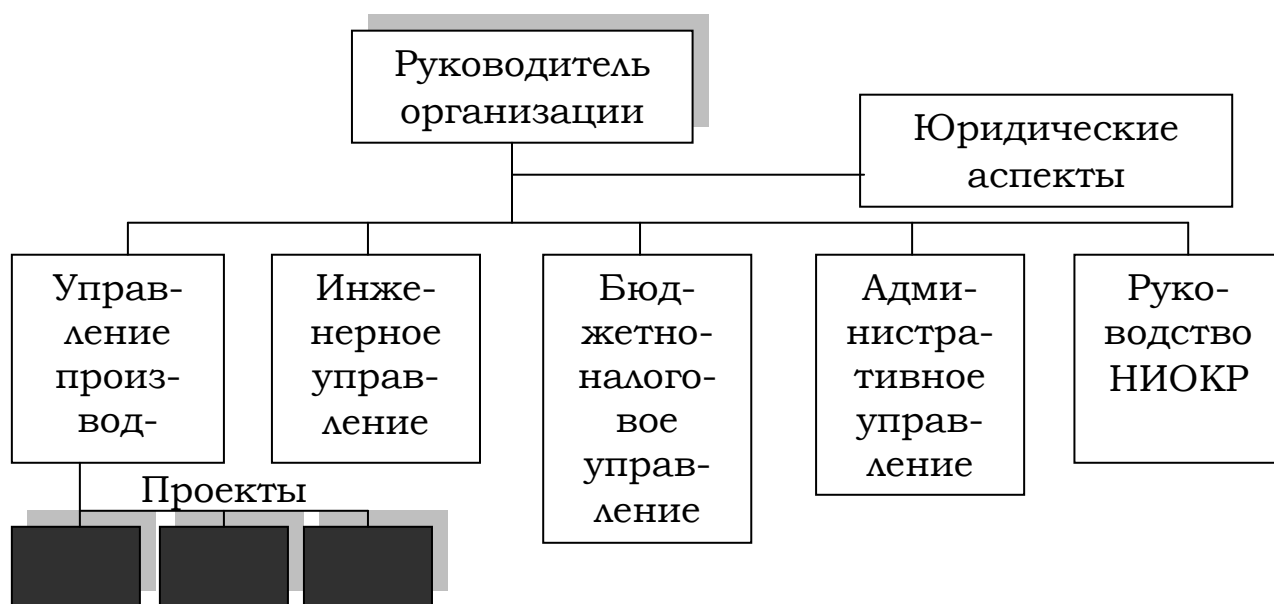 Руководитель
организации
Юридические
аспекты
Управ-
ление
произ-
вод-
Инже-
нерное
управ-
ление
Бюд-
жетно-
налого-
вое
управ-
ление
Адми-
нистра-
тивное
управ-
ление
Руко-
водство
НИОКР
Проекты